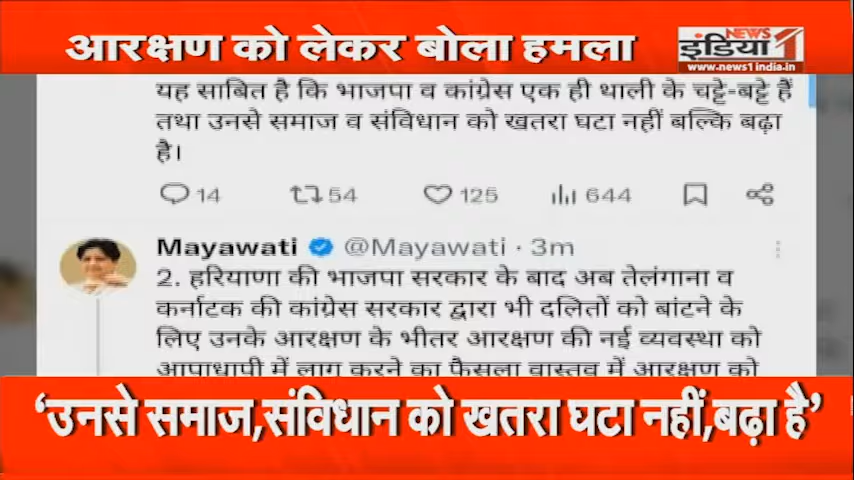 आरक्षण को लेकर बोला हमला
NEWS
इंडिया 1
www.news1india.in
यह साबित है कि भाजपा व कांग्रेस एक ही थाली के चट्टे-बट्टे हैं
तथा उनसे समाज व संविधान को खतरा घटा नहीं बल्कि बढ़ा
है।
14 54 125 644
Mayawati @Mayawati · 3m
2. हरियाणा की भाजपा सरकार के बाद अब तेलंगाना व
कर्नाटक की कांग्रेस सरकार द्वारा भी दलितों को बांटने के
लिए उनके आरक्षण के भीतर आरक्षण की नई व्यवस्था को
आपाधापी में लागू करने का फैसला वास्तव में आरक्षण को
‘उनसे समाज,संविधान को खतरा घटा नहीं,बढ़ा है’